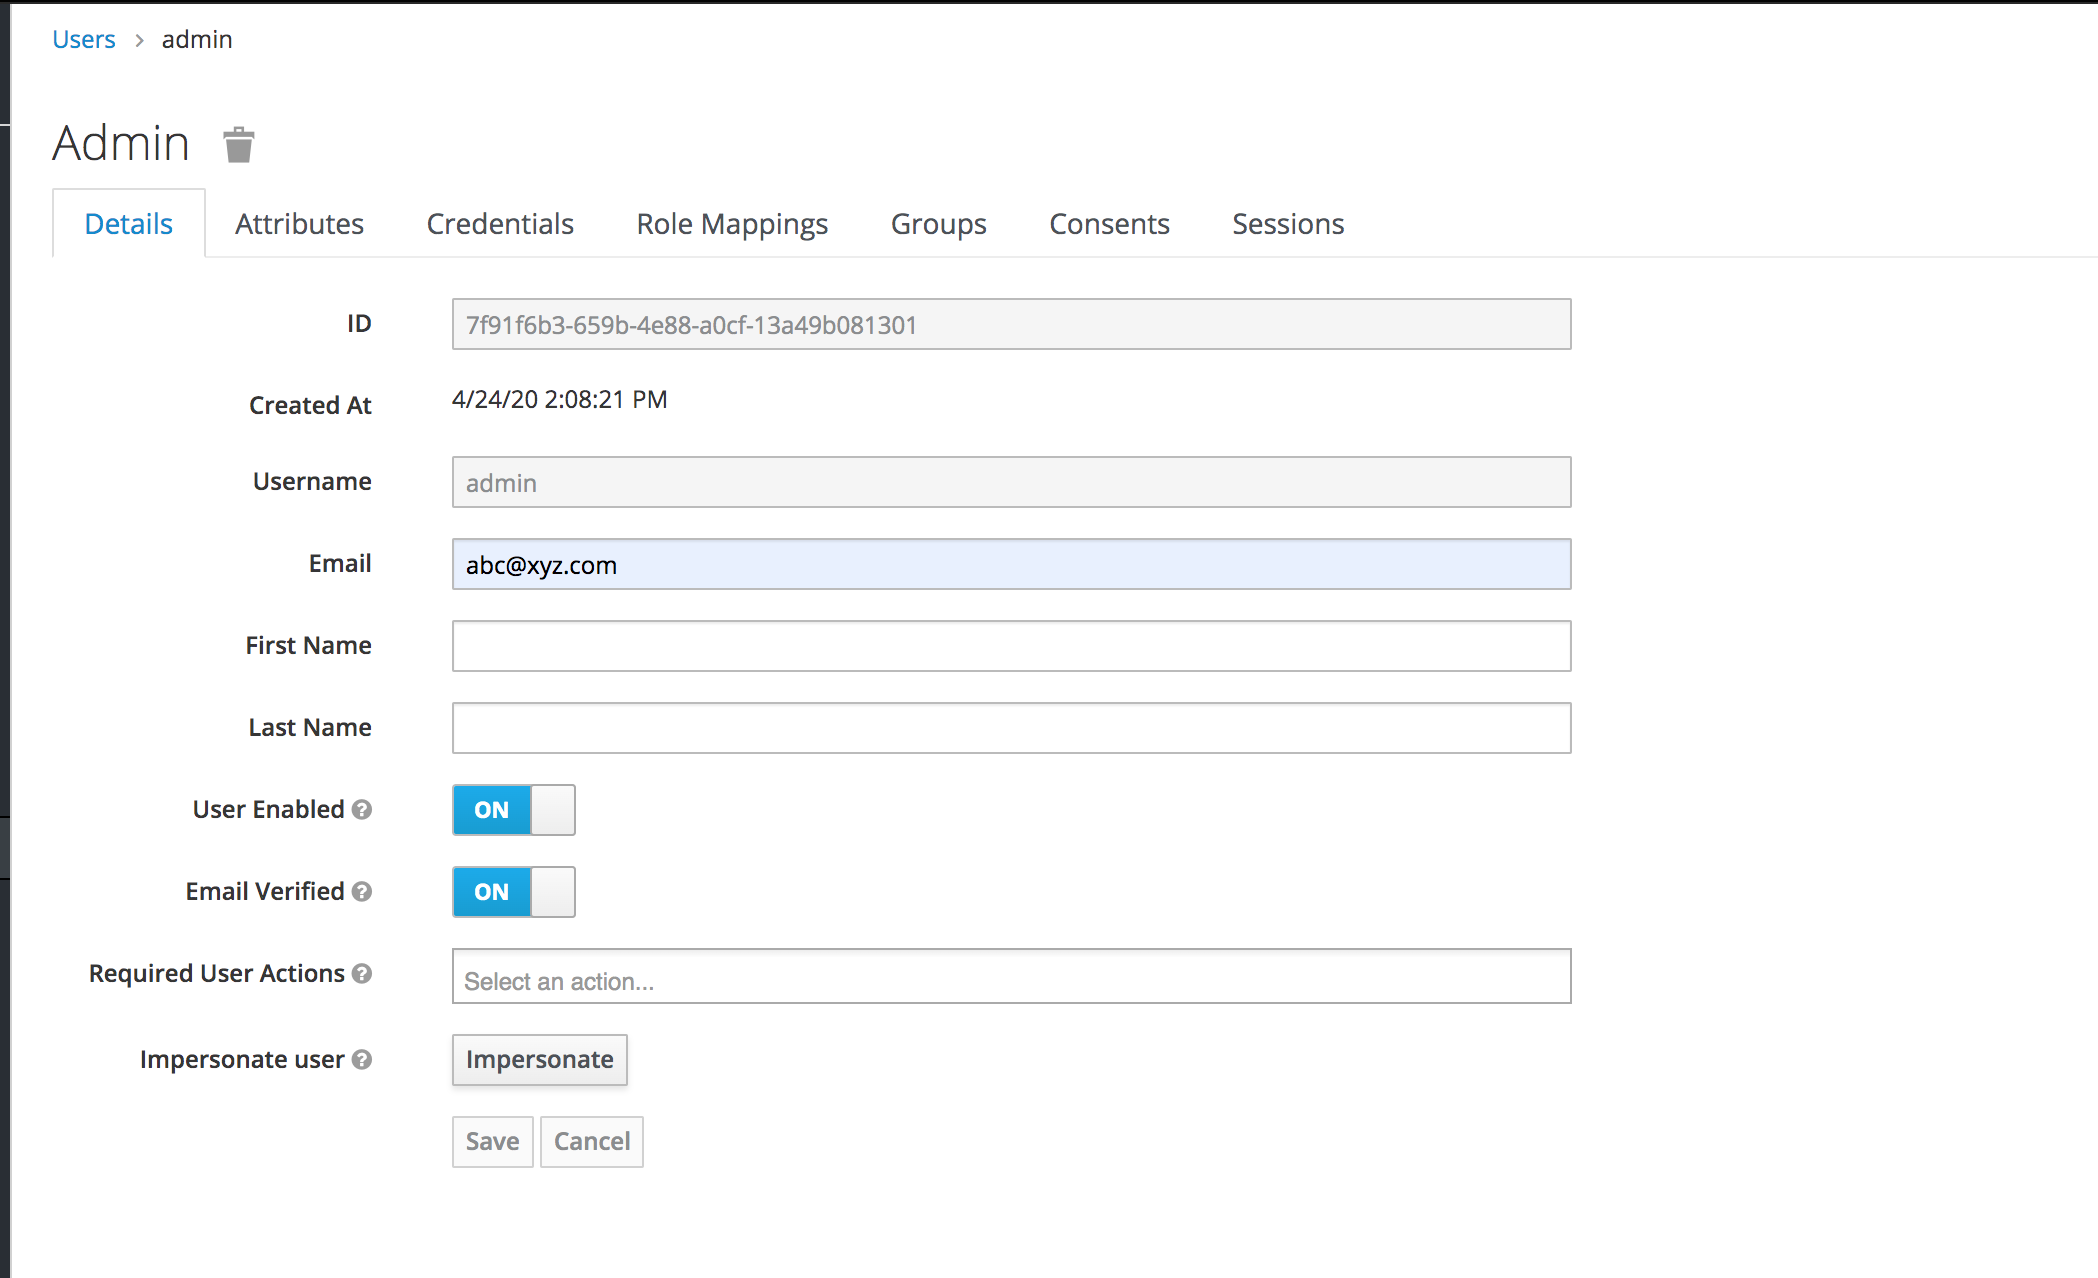 Users > admin
Admin
Details Attributes Credentials Role Mappings Groups Consents Sessions
ID 7f91f6b3-659b-4e88-a0cf-13a49b081301
Created At 4/24/20 2:08:21 PM
Username admin
Email abc@xyz.com
First Name
Last Name
User Enabled ? ON
Email Verified ? ON
Required User Actions ? Select an action...
Impersonate user ? Impersonate
Save Cancel